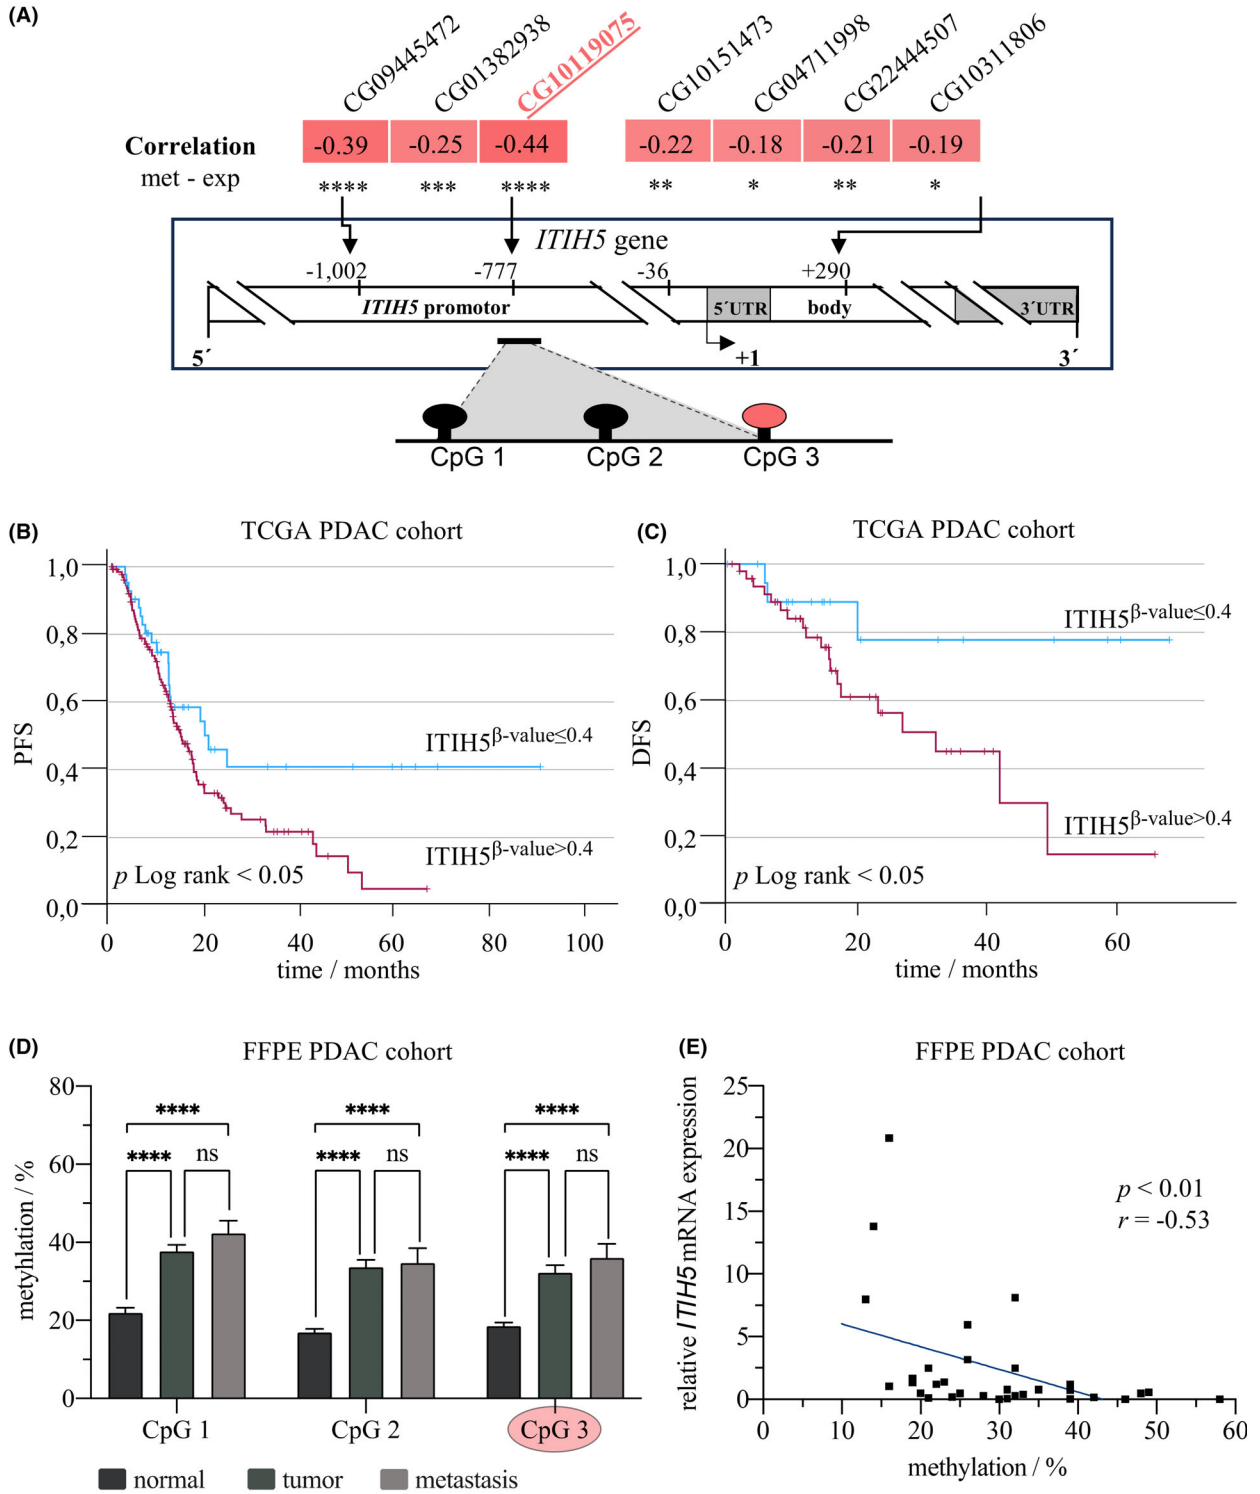 (A)
CG09445472 CG01382938 CG10119075 CG10151473 CG04711998 CG22444507 CG10311806
Correlation -0.39 -0.25 -0.44 -0.22 -0.18 -0.21 -0.19
met - exp **** *** **** ** * ** *
ITIH5 gene
-1,002 -777 -36 +290
ITIH5 promotor 5´UTR body 3´UTR
5´ +1 3´
CpG 1 CpG 2 CpG 3
(B) TCGA PDAC cohort
PFS
1,0
0,8
0,6
0,4
0,2
0,0
ITIH5β-value≤0.4
ITIH5β-value>0.4
p Log rank < 0.05
0 20 40 60 80 100
time / months
(C) TCGA PDAC cohort
DFS
1,0
0,8
0,6
0,4
0,2
0,0
ITIH5β-value≤0.4
ITIH5β-value>0.4
p Log rank < 0.05
0 20 40 60
time / months
(D) FFPE PDAC cohort
metyhlation / %
80
60
40
20
0
**** **** ****
**** ns **** ns **** ns
CpG 1 CpG 2 CpG 3
normal tumor metastasis
(E) FFPE PDAC cohort
relative ITIH5 mRNA expression
25
20
15
10
5
0
p < 0.01
r = -0.53
0 10 20 30 40 50 60
methylation / %